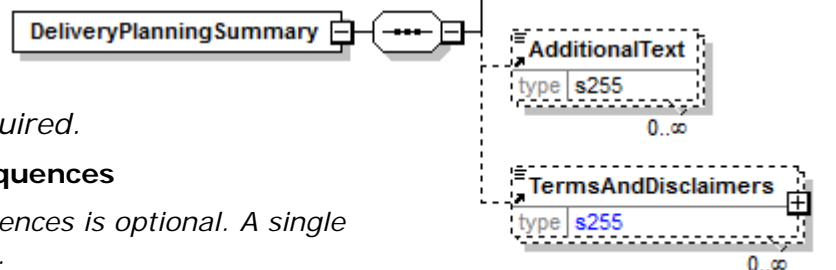 DeliveryPlanningSummary
AdditionalText
type s255
0..∞
uired.
quences
ences is optional. A single
TermsAndDisclaimers
type s255
0..∞